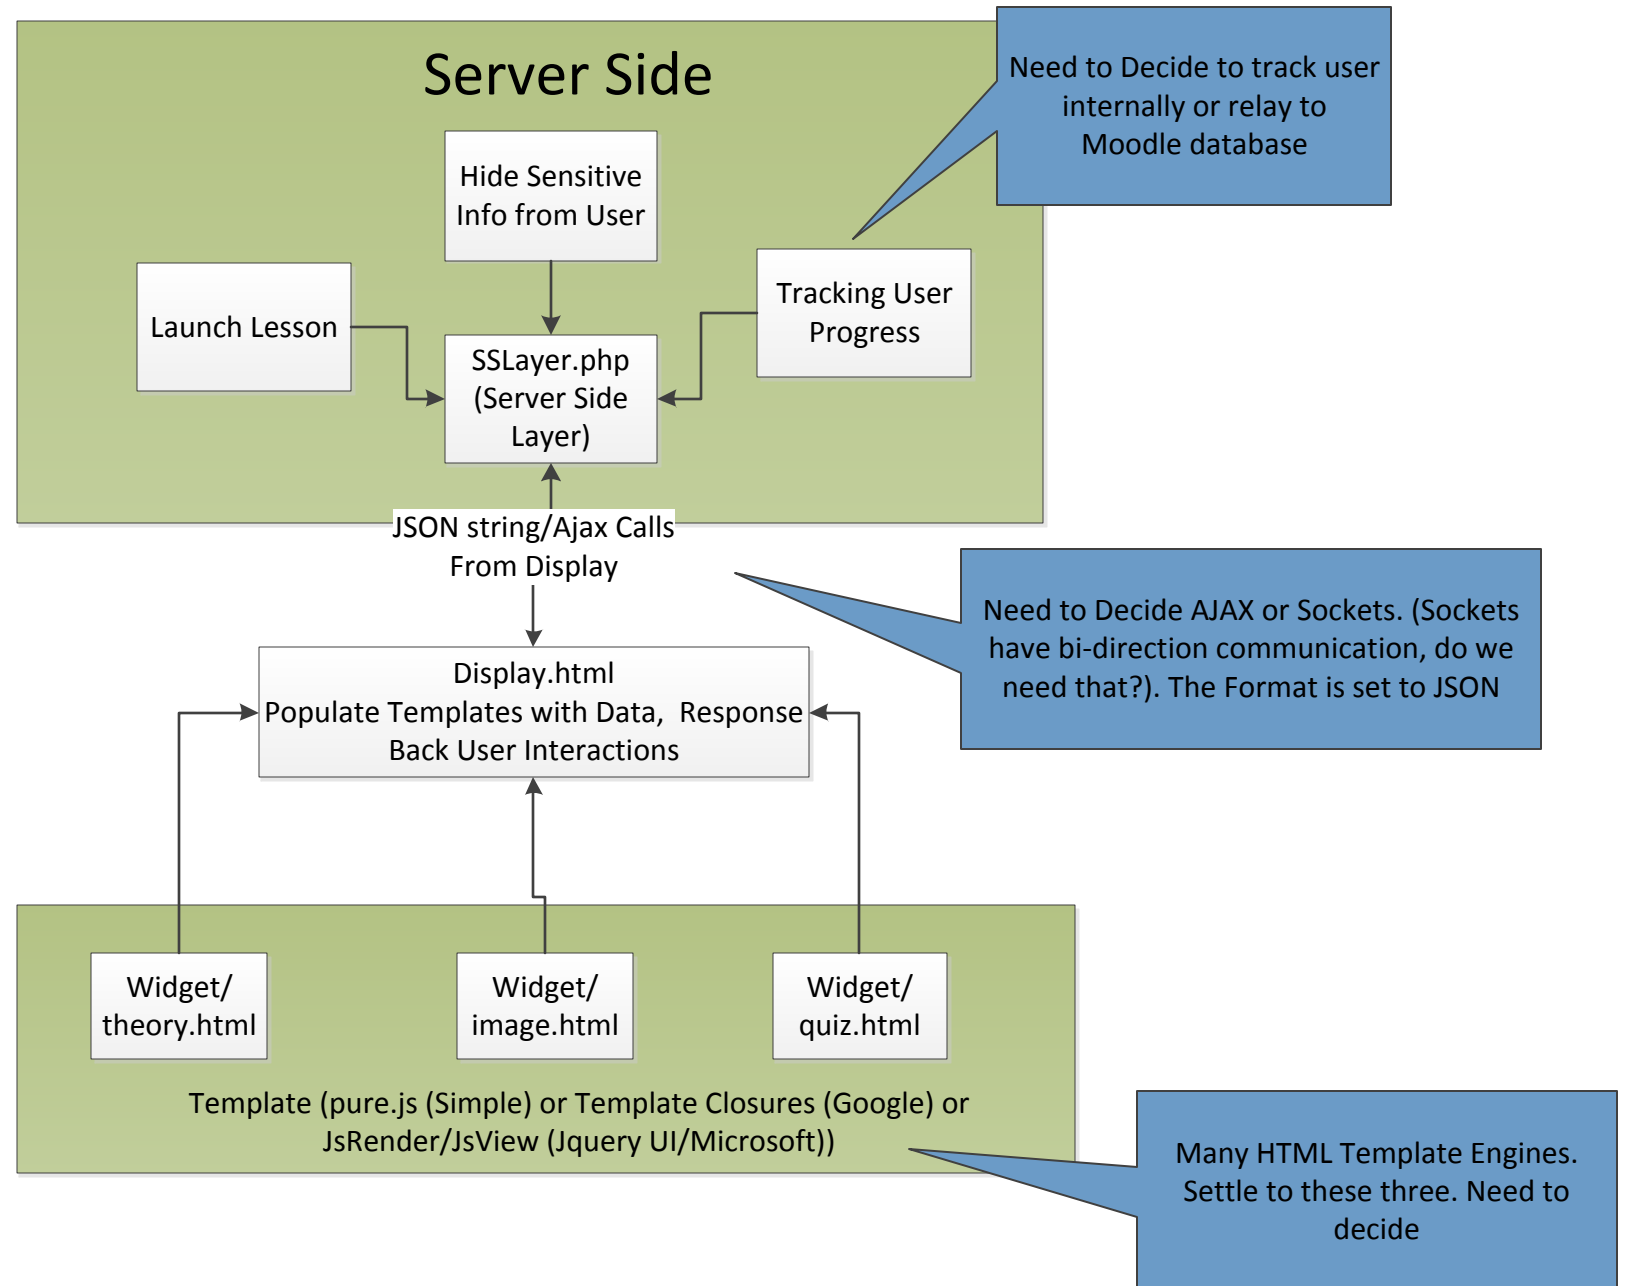 Server Side
Need to Decide to track user
internally or relay to
Moodle database
Hide Sensitive
Info from User
Launch Lesson
Tracking User
Progress
SSLayer.php
(Server Side
Layer)
JSON string/Ajax Calls
From Display
Need to Decide AJAX or Sockets. (Sockets
have bi-direction communication, do we
need that?). The Format is set to JSON
Display.html
Populate Templates with Data,  Response
Back User Interactions
Widget/
theory.html
Widget/
image.html
Widget/
quiz.html
Template (pure.js (Simple) or Template Closures (Google) or
JsRender/JsView (Jquery UI/Microsoft))
Many HTML Template Engines.
Settle to these three. Need to
decide